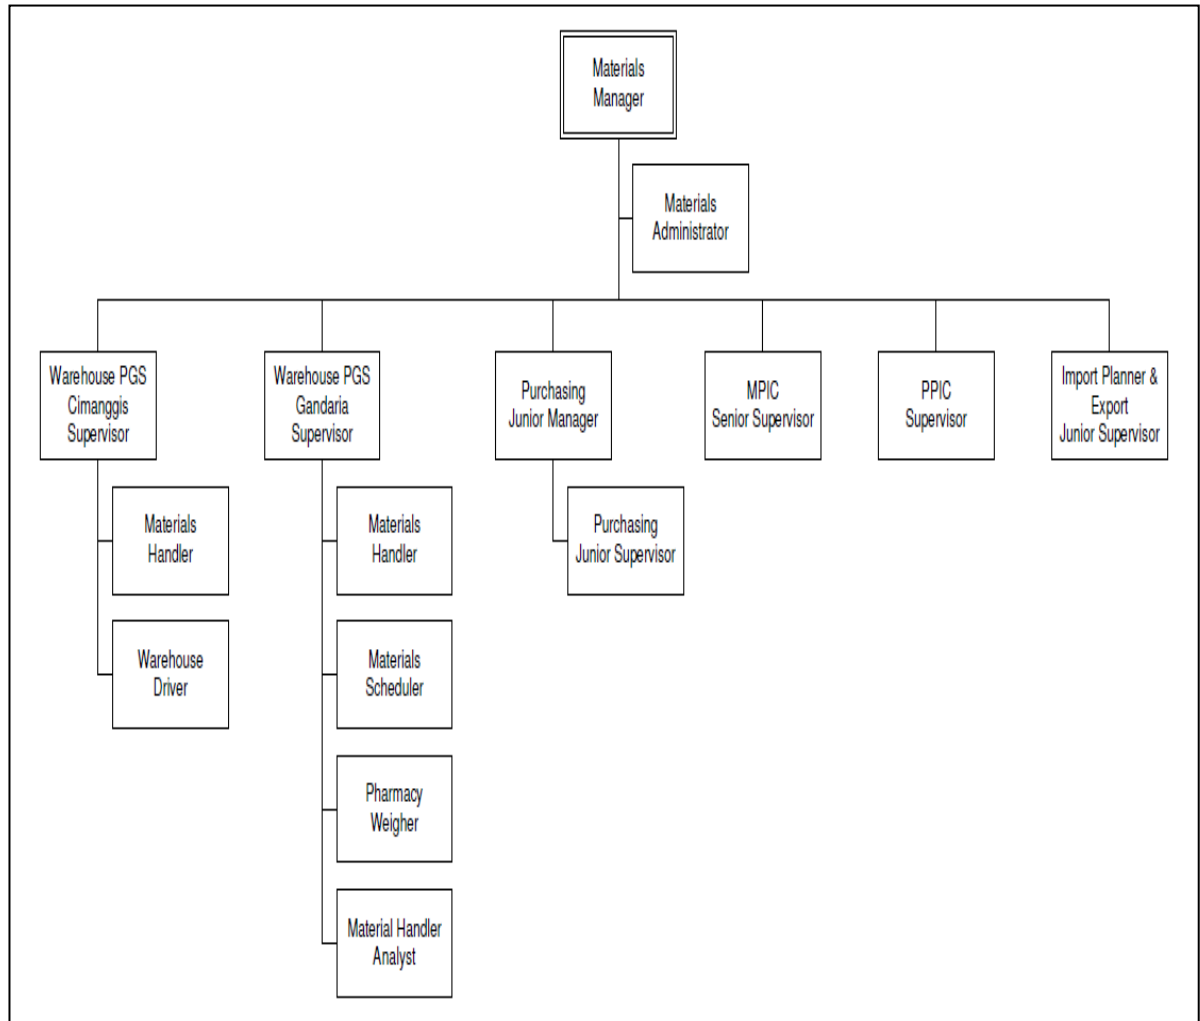 Materials
Manager
Materials
Administrator
Warehouse PGS
Cimanggis
Supervisor
Warehouse PGS
Gandaria
Supervisor
Purchasing
Junior Manager
MPIC
Senior Supervisor
PPIC
Supervisor
Import Planner &
Export
Junior Supervisor
Materials
Handler
Materials
Handler
Purchasing
Junior Supervisor
Warehouse
Driver
Materials
Scheduler
Pharmacy
Weigher
Material Handler
Analyst